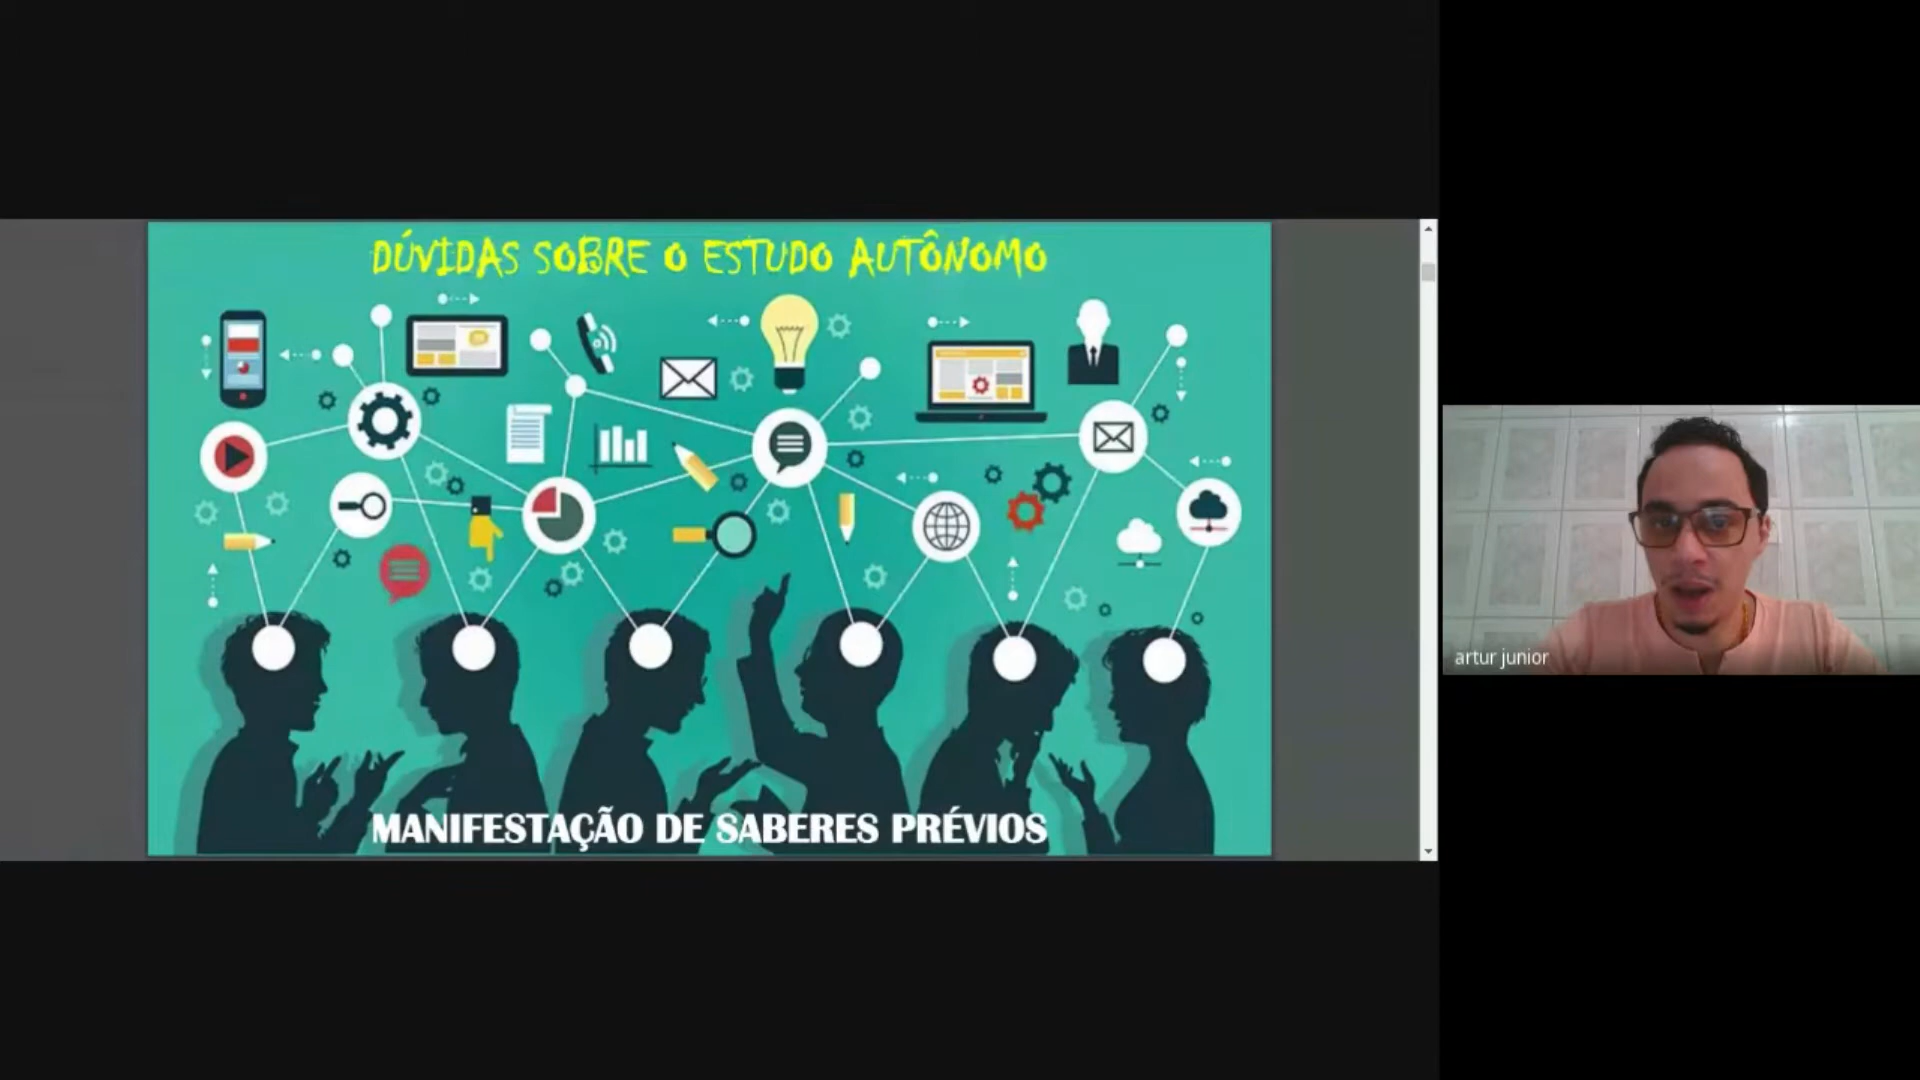 DÚVIDAS SOBRE O ESTUDO AUTÔNOMO
MANIFESTAÇÃO DE SABERES PRÉVIOS
artur junior